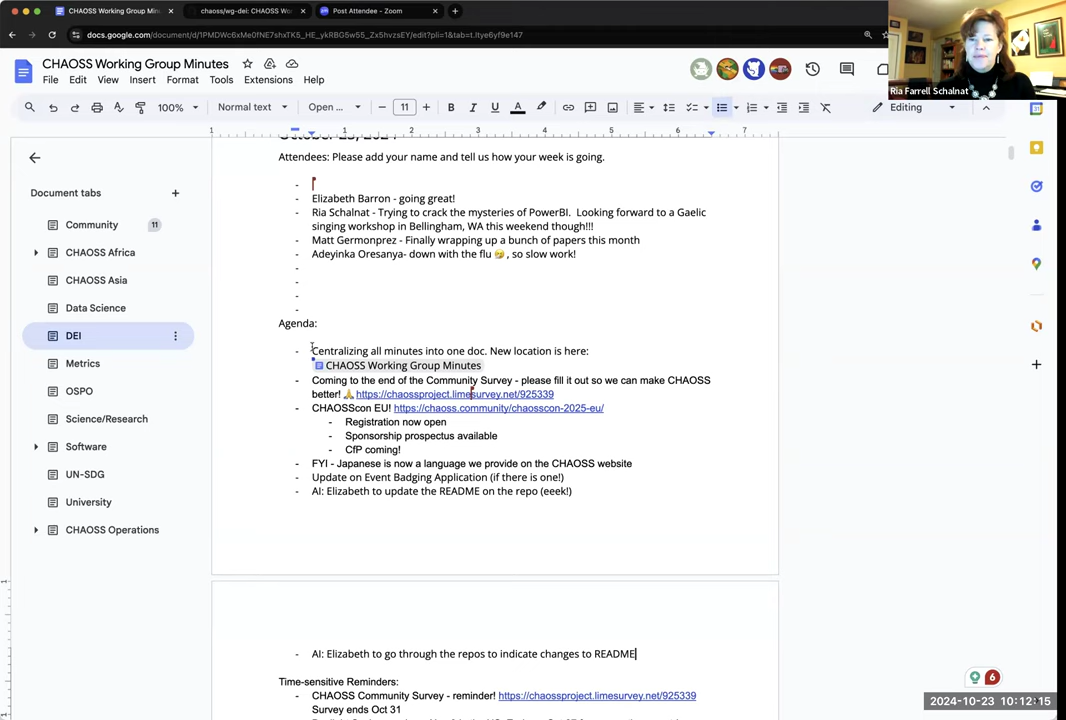 CHAOSS Working Group Minu
chaoss/wg-dei: CHAOSS Wo
Post Attendee - Zoom
docs.google.com/document/d/1PMDWc6xMe0fNE7shxTK5_HE_ykRBG5w55_Zx5hvzsEY/edit?pli=1&tab=t.ltye6yf9e147
Ria Farrell Schalnat
CHAOSS Working Group Minutes
File Edit View Insert Format Tools Extensions Help
100% Normal text Open ... 11 B I U A Editing
1 1 2 3 4 5 6 7
Document tabs
Community 11
CHAOSS Africa
CHAOSS Asia
Data Science
DEI
Metrics
OSPO
Science/Research
Software
UN-SDG
University
CHAOSS Operations
Attendees: Please add your name and tell us how your week is going.
-
- Elizabeth Barron - going great!
- Ria Schalnat - Trying to crack the mysteries of PowerBI. Looking forward to a Gaelic
singing workshop in Bellingham, WA this weekend though!!!
- Matt Germonprez - Finally wrapping up a bunch of papers this month
- Adeyinka Oresanya- down with the flu 🤧 , so slow work!
-
-
-
-
Agenda:
- Centralizing all minutes into one doc. New location is here:
CHAOSS Working Group Minutes
- Coming to the end of the Community Survey - please fill it out so we can make CHAOSS
better! 🙏 https://chaossproject.limesurvey.net/925339
- CHAOSScon EU! https://chaoss.community/chaosscon-2025-eu/
- Registration now open
- Sponsorship prospectus available
- CfP coming!
- FYI - Japanese is now a language we provide on the CHAOSS website
- Update on Event Badging Application (if there is one!)
- AI: Elizabeth to update the README on the repo (eeek!)
- AI: Elizabeth to go through the repos to indicate changes to README
Time-sensitive Reminders:
- CHAOSS Community Survey - reminder! https://chaossproject.limesurvey.net/925339
Survey ends Oct 31
6
2024-10-23 10:12:15